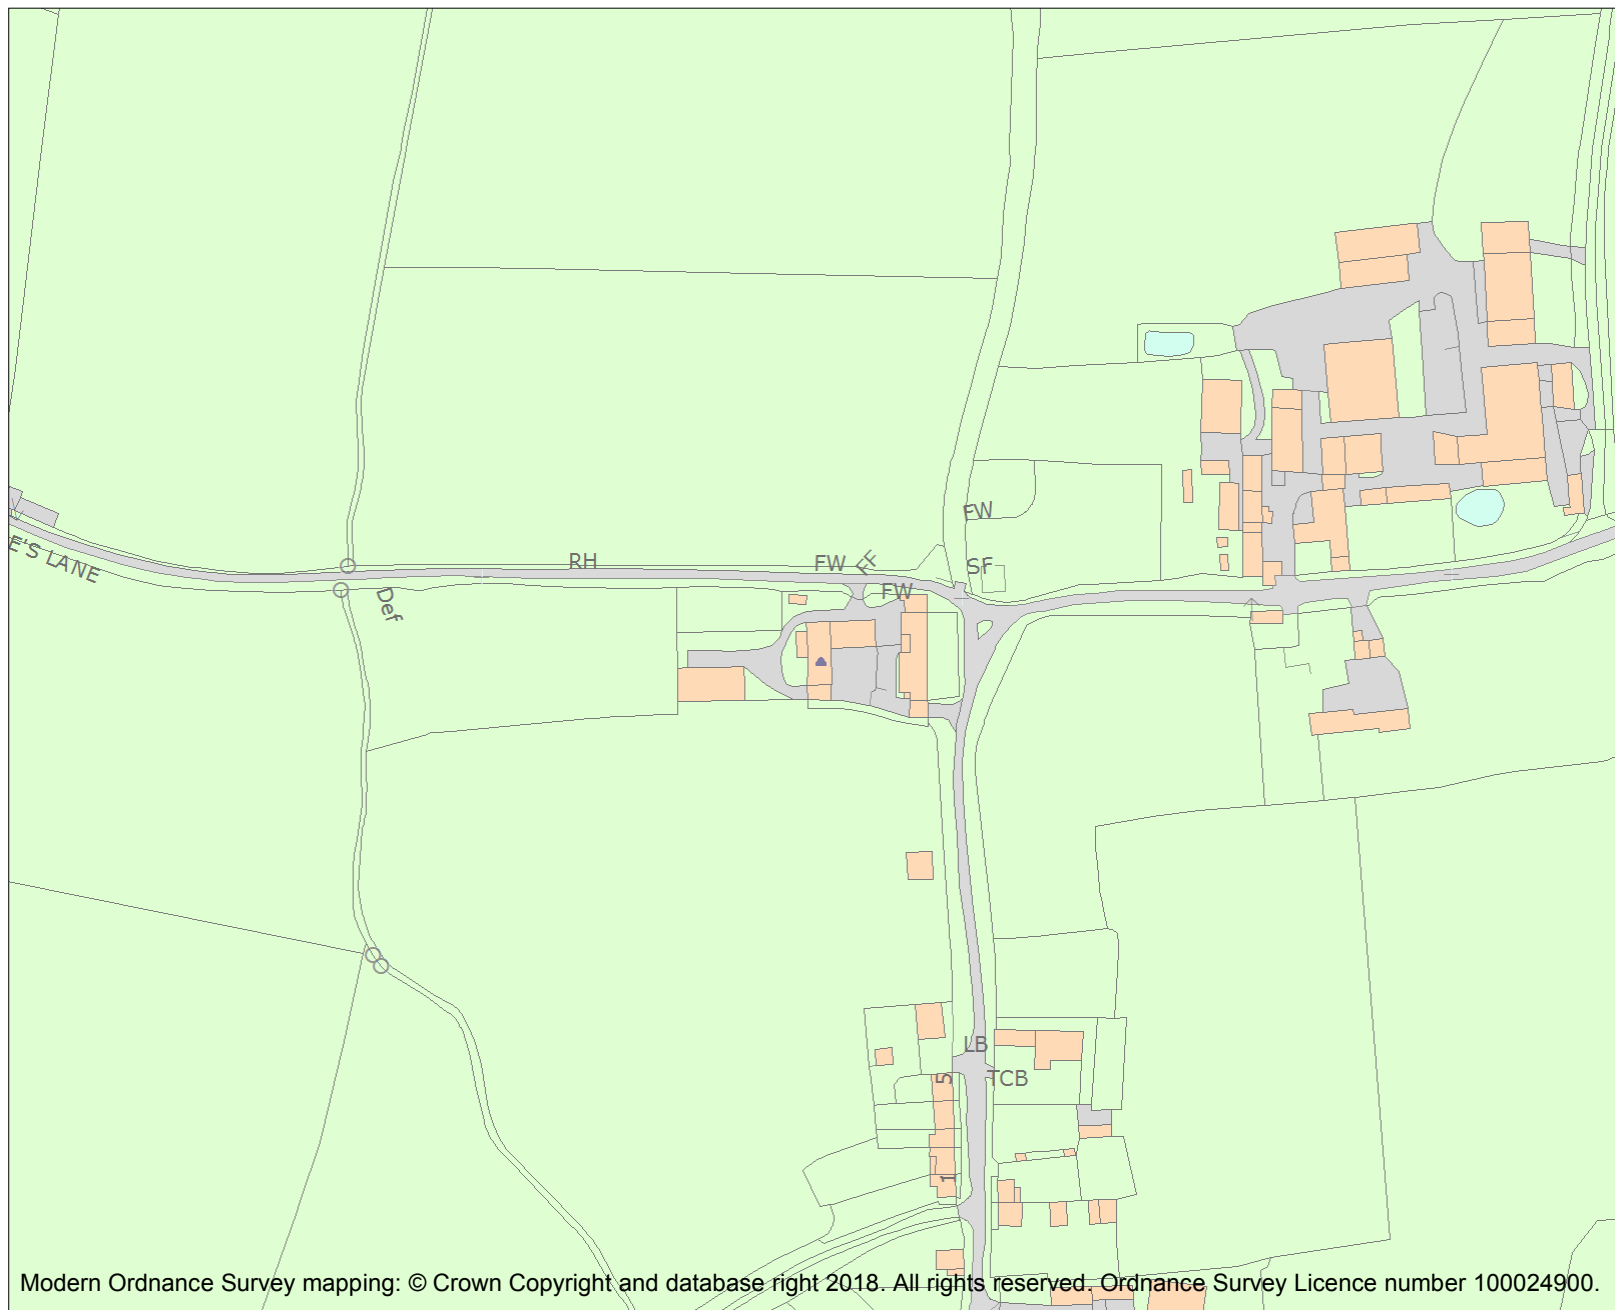 FW
E'S LANE
RH
FW
FF
SF
FW
Def
LB
5
TCB
1
Modern Ordnance Survey mapping: © Crown Copyright and database right 2018. All rights reserved. Ordnance Survey Licence number 100024900.